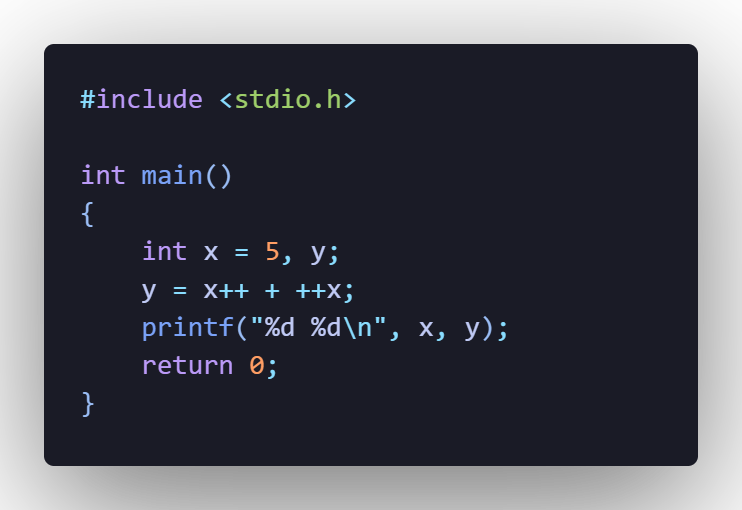 #include <stdio.h>

int main()
{
    int x = 5, y;
    y = x++ + ++x;
    printf("%d %d\n", x, y);
    return 0;
}